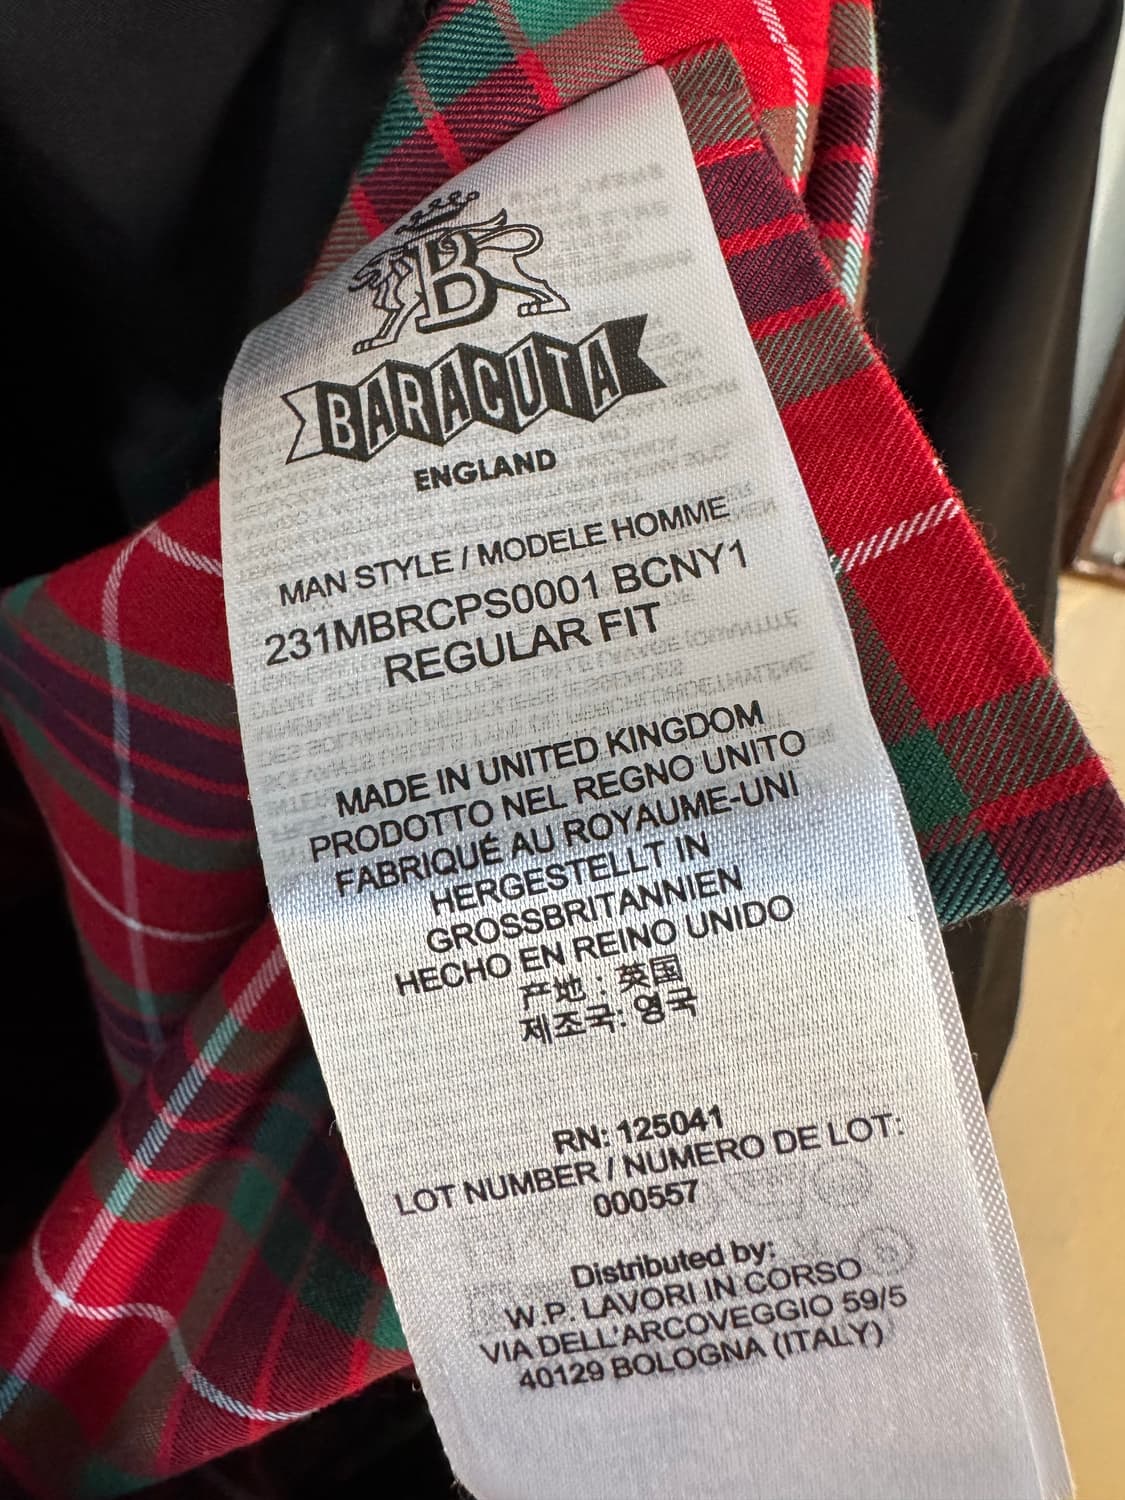 B
BARACUTA
ENGLAND
MAN STYLE / MODELE HOMME
231MBRCPS0001 BCNY1
REGULAR FIT
MADE IN UNITED KINGDOM
PRODOTTO NEL REGNO UNITO
FABRIQUÉ AU ROYAUME-UNI
HERGESTELLT IN
GROSSBRITANNIEN
HECHO EN REINO UNIDO
产地：英国
제조국: 영국
RN: 125041
LOT NUMBER / NUMERO DE LOT:
000557
Distributed by:
W.P. LAVORI IN CORSO
VIA DELL'ARCOVEGGIO 59/5
40129 BOLOGNA (ITALY)